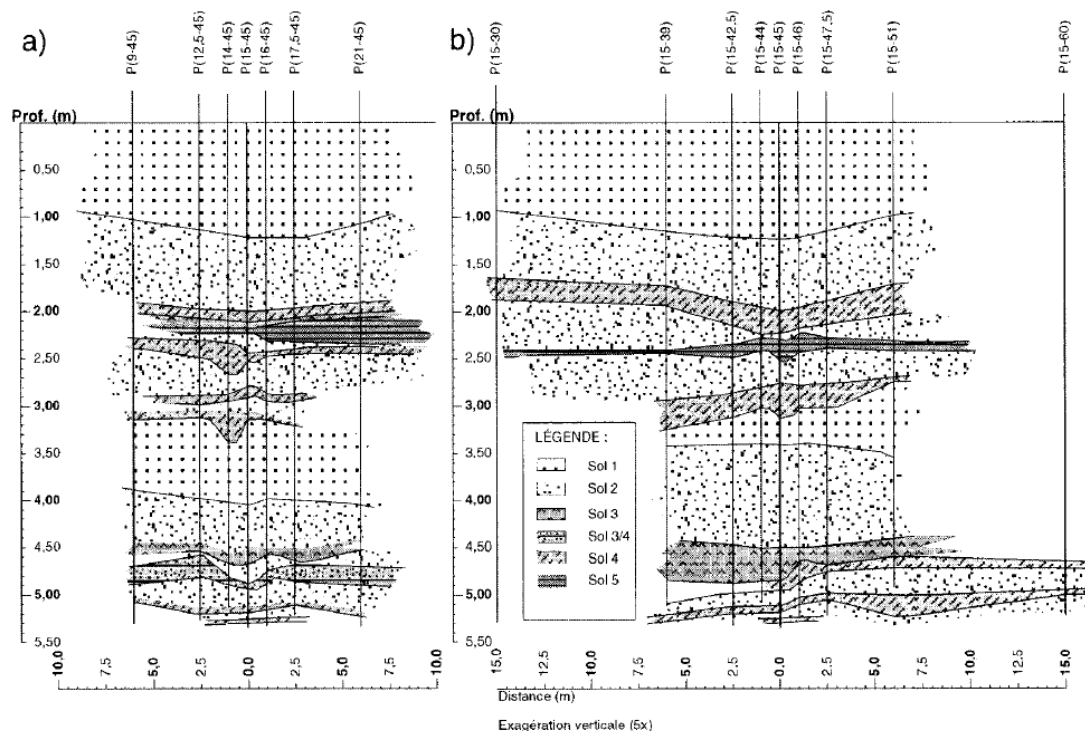 a)
P(9-45)
P(12,5-45)
P(14-45)
P(15-45)
P(16-45)
P(17,5-45)
P(21-45)
Prof. (m)
0,50
1,00
1,50
2,00
2,50
3,00
3,50
4,00
4,50
5,00
5,50
10,0
7,5
5,0
2,5
0,0
2,5
5,0
7,5
10,0
b)
P(15-30)
P(15-39)
P(15-42,5)
P(15-44)
P(15-45)
P(15-46)
P(15-47,5)
P(15-51)
P(15-60)
Prof. (m)
0,50
1,00
1,50
2,00
2,50
3,00
3,50
4,00
4,50
5,00
5,50
LÉGENDE :
Sol 1
Sol 2
Sol 3
Sol 3/4
Sol 4
Sol 5
15,0
10,0
7,5
5,0
2,5
0,0
2,5
5,0
7,5
10,0
15,0
Distance (m)
Exagération verticale (5x)